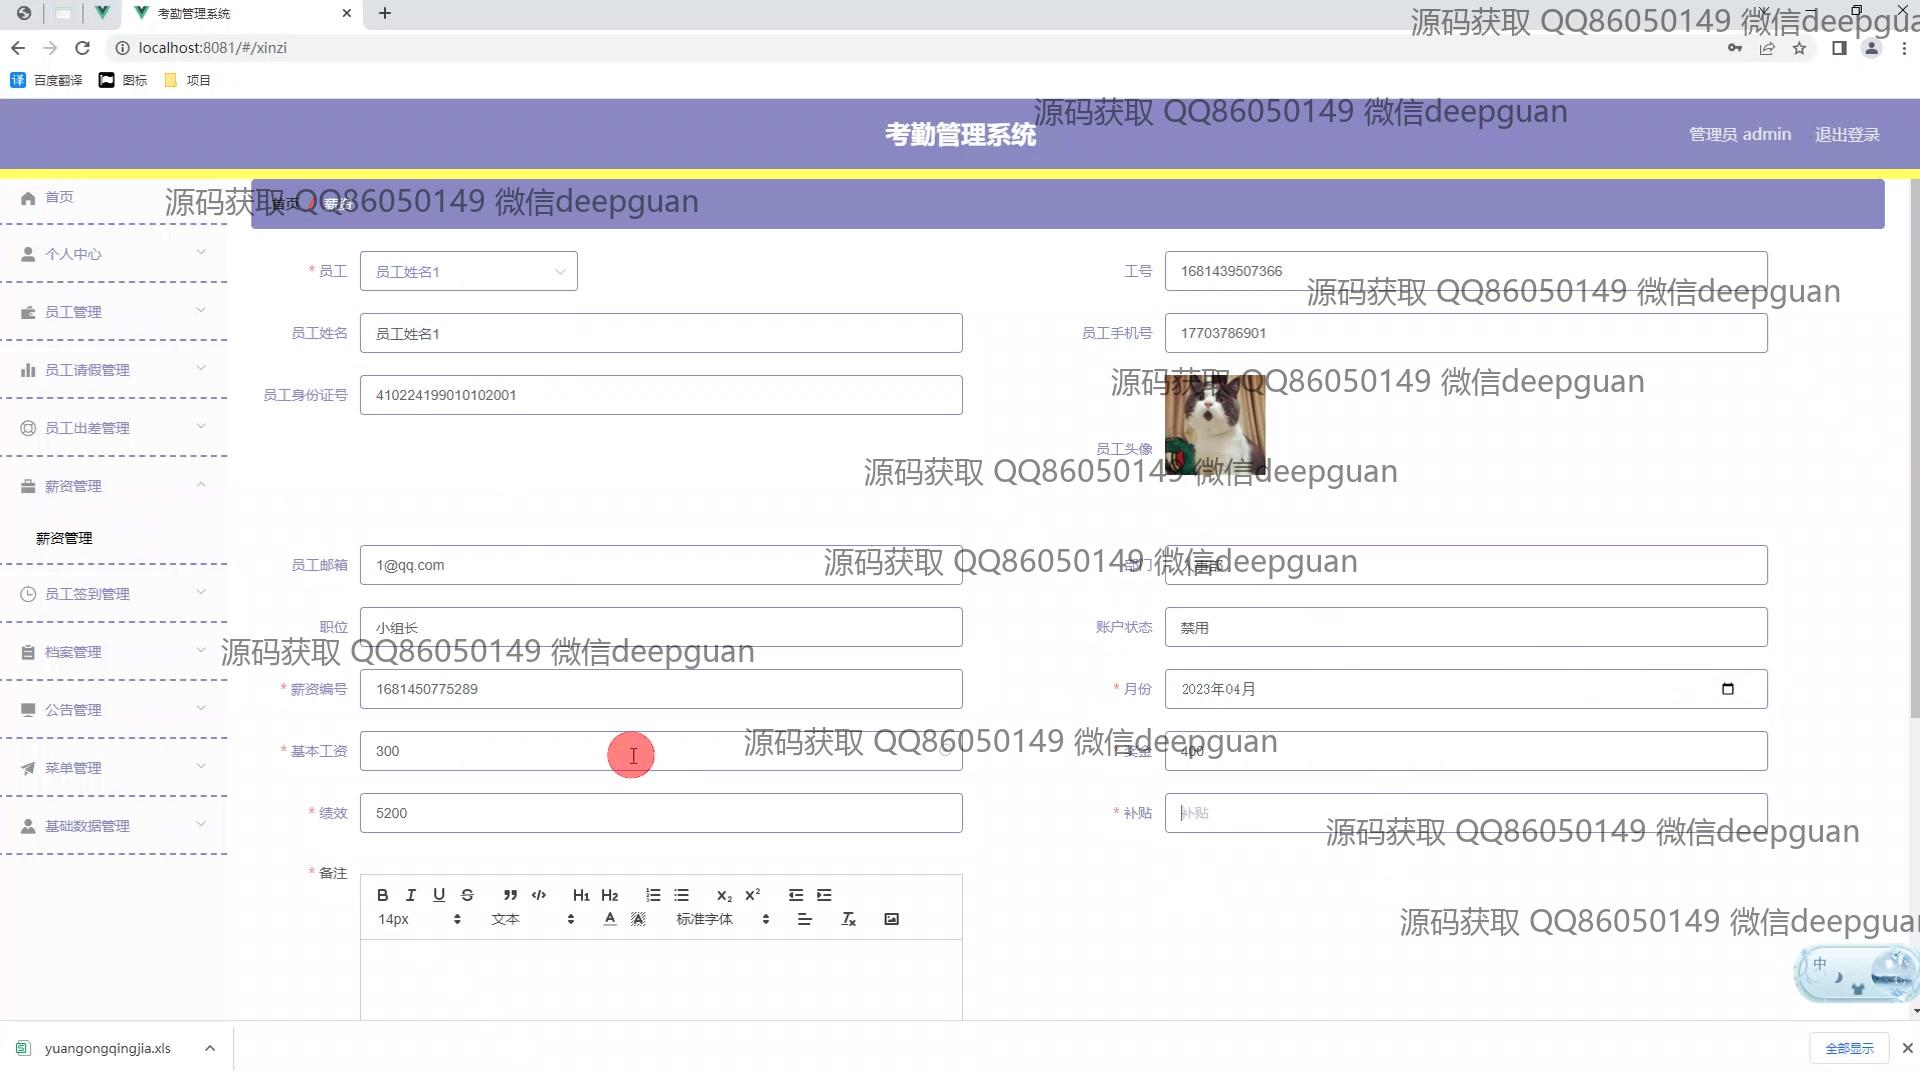 考勤管理系统
源码获取 QQ86050149 微信deepgua
localhost:8081/#/xinzi
百度翻译 图标 项目
源码获取 QQ86050149 微信deepguan
考勤管理系统
管理员 admin 退出登录
首页
源码获取 QQ86050149 微信deepguan
首页 / 薪资
个人中心
* 员工 员工姓名1
工号 1681439507366
源码获取 QQ86050149 微信deepguan
员工管理
员工姓名 员工姓名1
员工手机号 17703786901
员工请假管理
源码获取 QQ86050149 微信deepguan
员工身份证号 410224199010102001
员工出差管理
员工头像
源码获取 QQ86050149 微信deepguan
薪资管理
薪资管理
员工邮箱 1@qq.com
源码获取 QQ86050149 微信deepguan
部门
员工签到管理
职位 小组长
账户状态 禁用
档案管理
源码获取 QQ86050149 微信deepguan
* 薪资编号 1681450775289
* 月份 2023年04月
公告管理
* 基本工资 300
源码获取 QQ86050149 微信deepguan
* 奖金 400
菜单管理
* 绩效 5200
* 补贴 补贴
源码获取 QQ86050149 微信deepguan
基础数据管理
* 备注
B I U S H1 H2 X2 X2
14px 文本 A A 标准字体
源码获取 QQ86050149 微信deepguan
中
yuangongqingjia.xls
全部显示